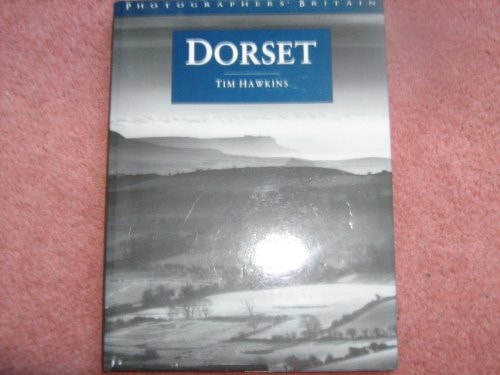 PHOTOGRAPHERS' BRITAIN
DORSET
TIM HAWKINS